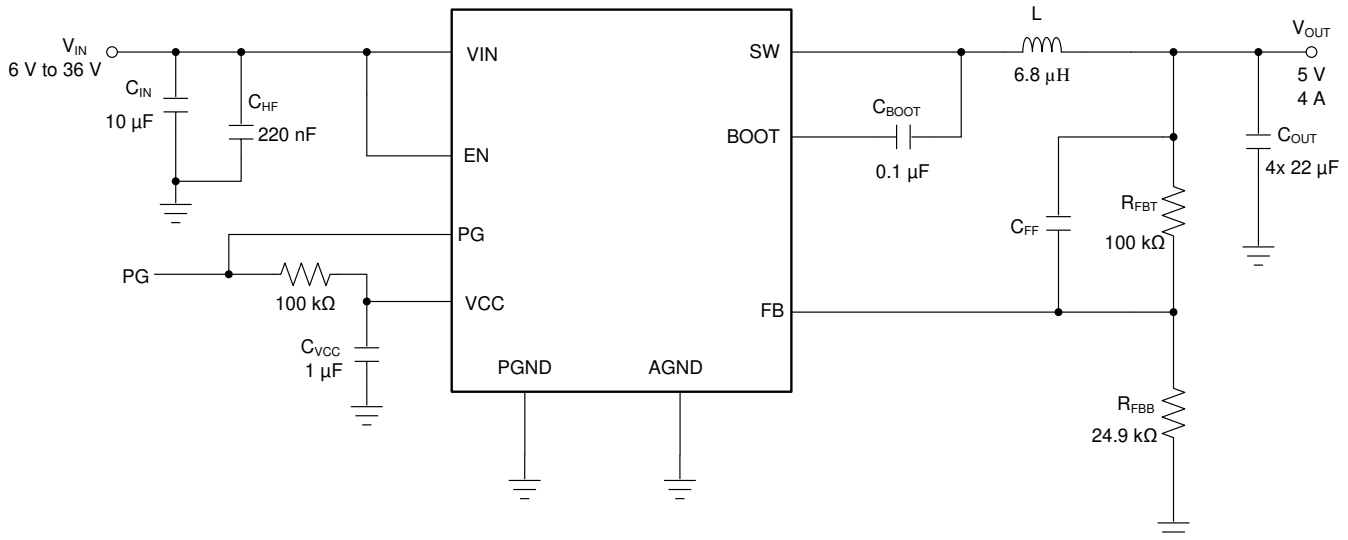 V_IN
6 V to 36 V
C_IN
10 µF
C_HF
220 nF
VIN
EN
PG
PG
100 kΩ
VCC
C_VCC
1 µF
PGND
AGND
SW
BOOT
FB
L
6.8 µH
C_BOOT
0.1 µF
V_OUT
5 V
4 A
C_OUT
4x 22 µF
C_FF
R_FBT
100 kΩ
R_FBB
24.9 kΩ